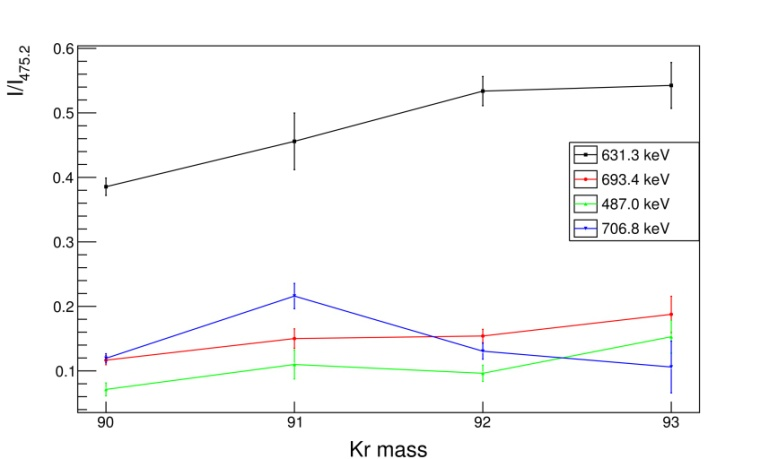 I/I475.2
0.6
0.5
0.4
0.3
0.2
0.1
631.3 keV
693.4 keV
487.0 keV
706.8 keV
90 91 92 93
Kr mass